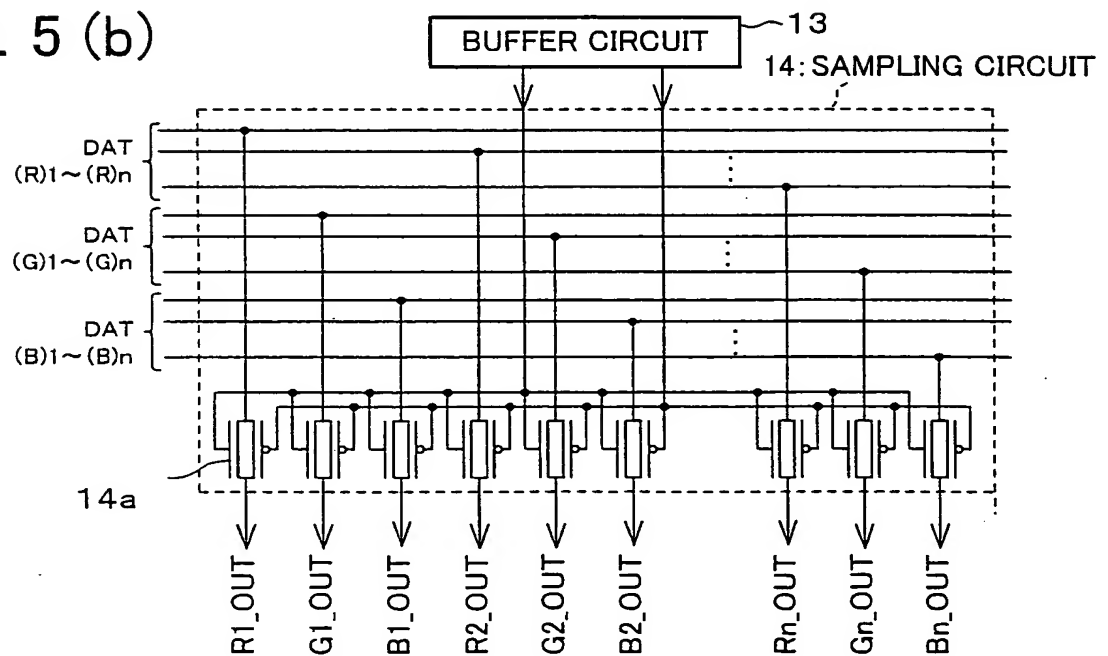 5 (b)
BUFFER CIRCUIT
13
14: SAMPLING CIRCUIT
DAT
(R)1~(R)n
DAT
(G)1~(G)n
DAT
(B)1~(B)n
14a
R1_OUT
G1_OUT
B1_OUT
R2_OUT
G2_OUT
B2_OUT
Rn_OUT
Gn_OUT
Bn_OUT